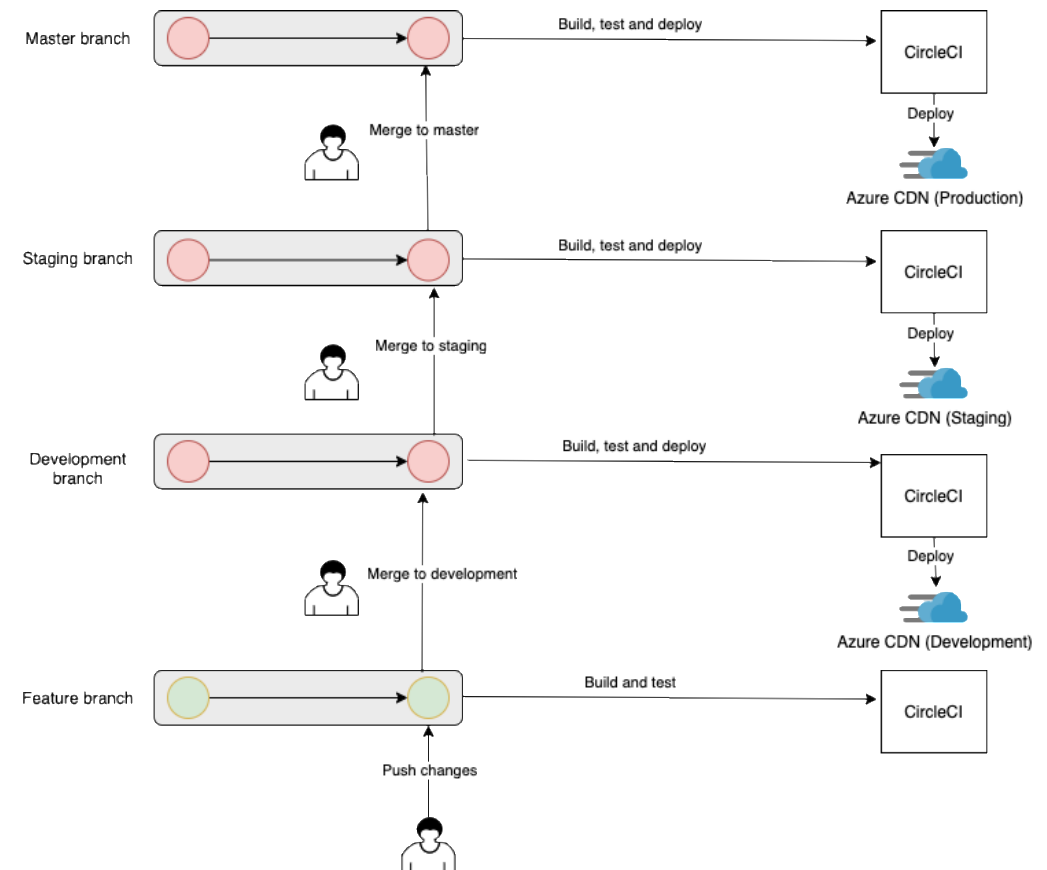 Master branch
Build, test and deploy
CircleCI
Deploy
Merge to master
Azure CDN (Production)
Staging branch
Build, test and deploy
CircleCI
Deploy
Merge to staging
Azure CDN (Staging)
Development
branch
Build, test and deploy
CircleCI
Deploy
Merge to development
Azure CDN (Development)
Feature branch
Build and test
CircleCI
Push changes